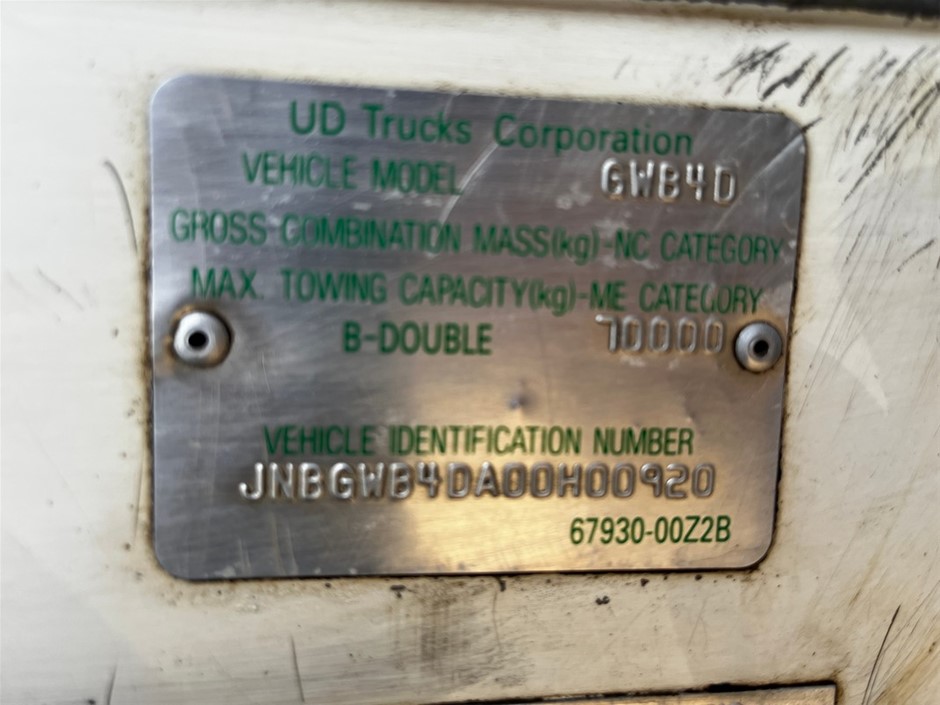 UD Trucks Corporation
VEHICLE MODEL GWB4D
GROSS COMBINATION MASS(kg)-NC CATEGORY
MAX. TOWING CAPACITY(kg)-ME CATEGORY
B-DOUBLE 70000
VEHICLE IDENTIFICATION NUMBER
JNBGWB4DA00H00920
67930-00Z2B